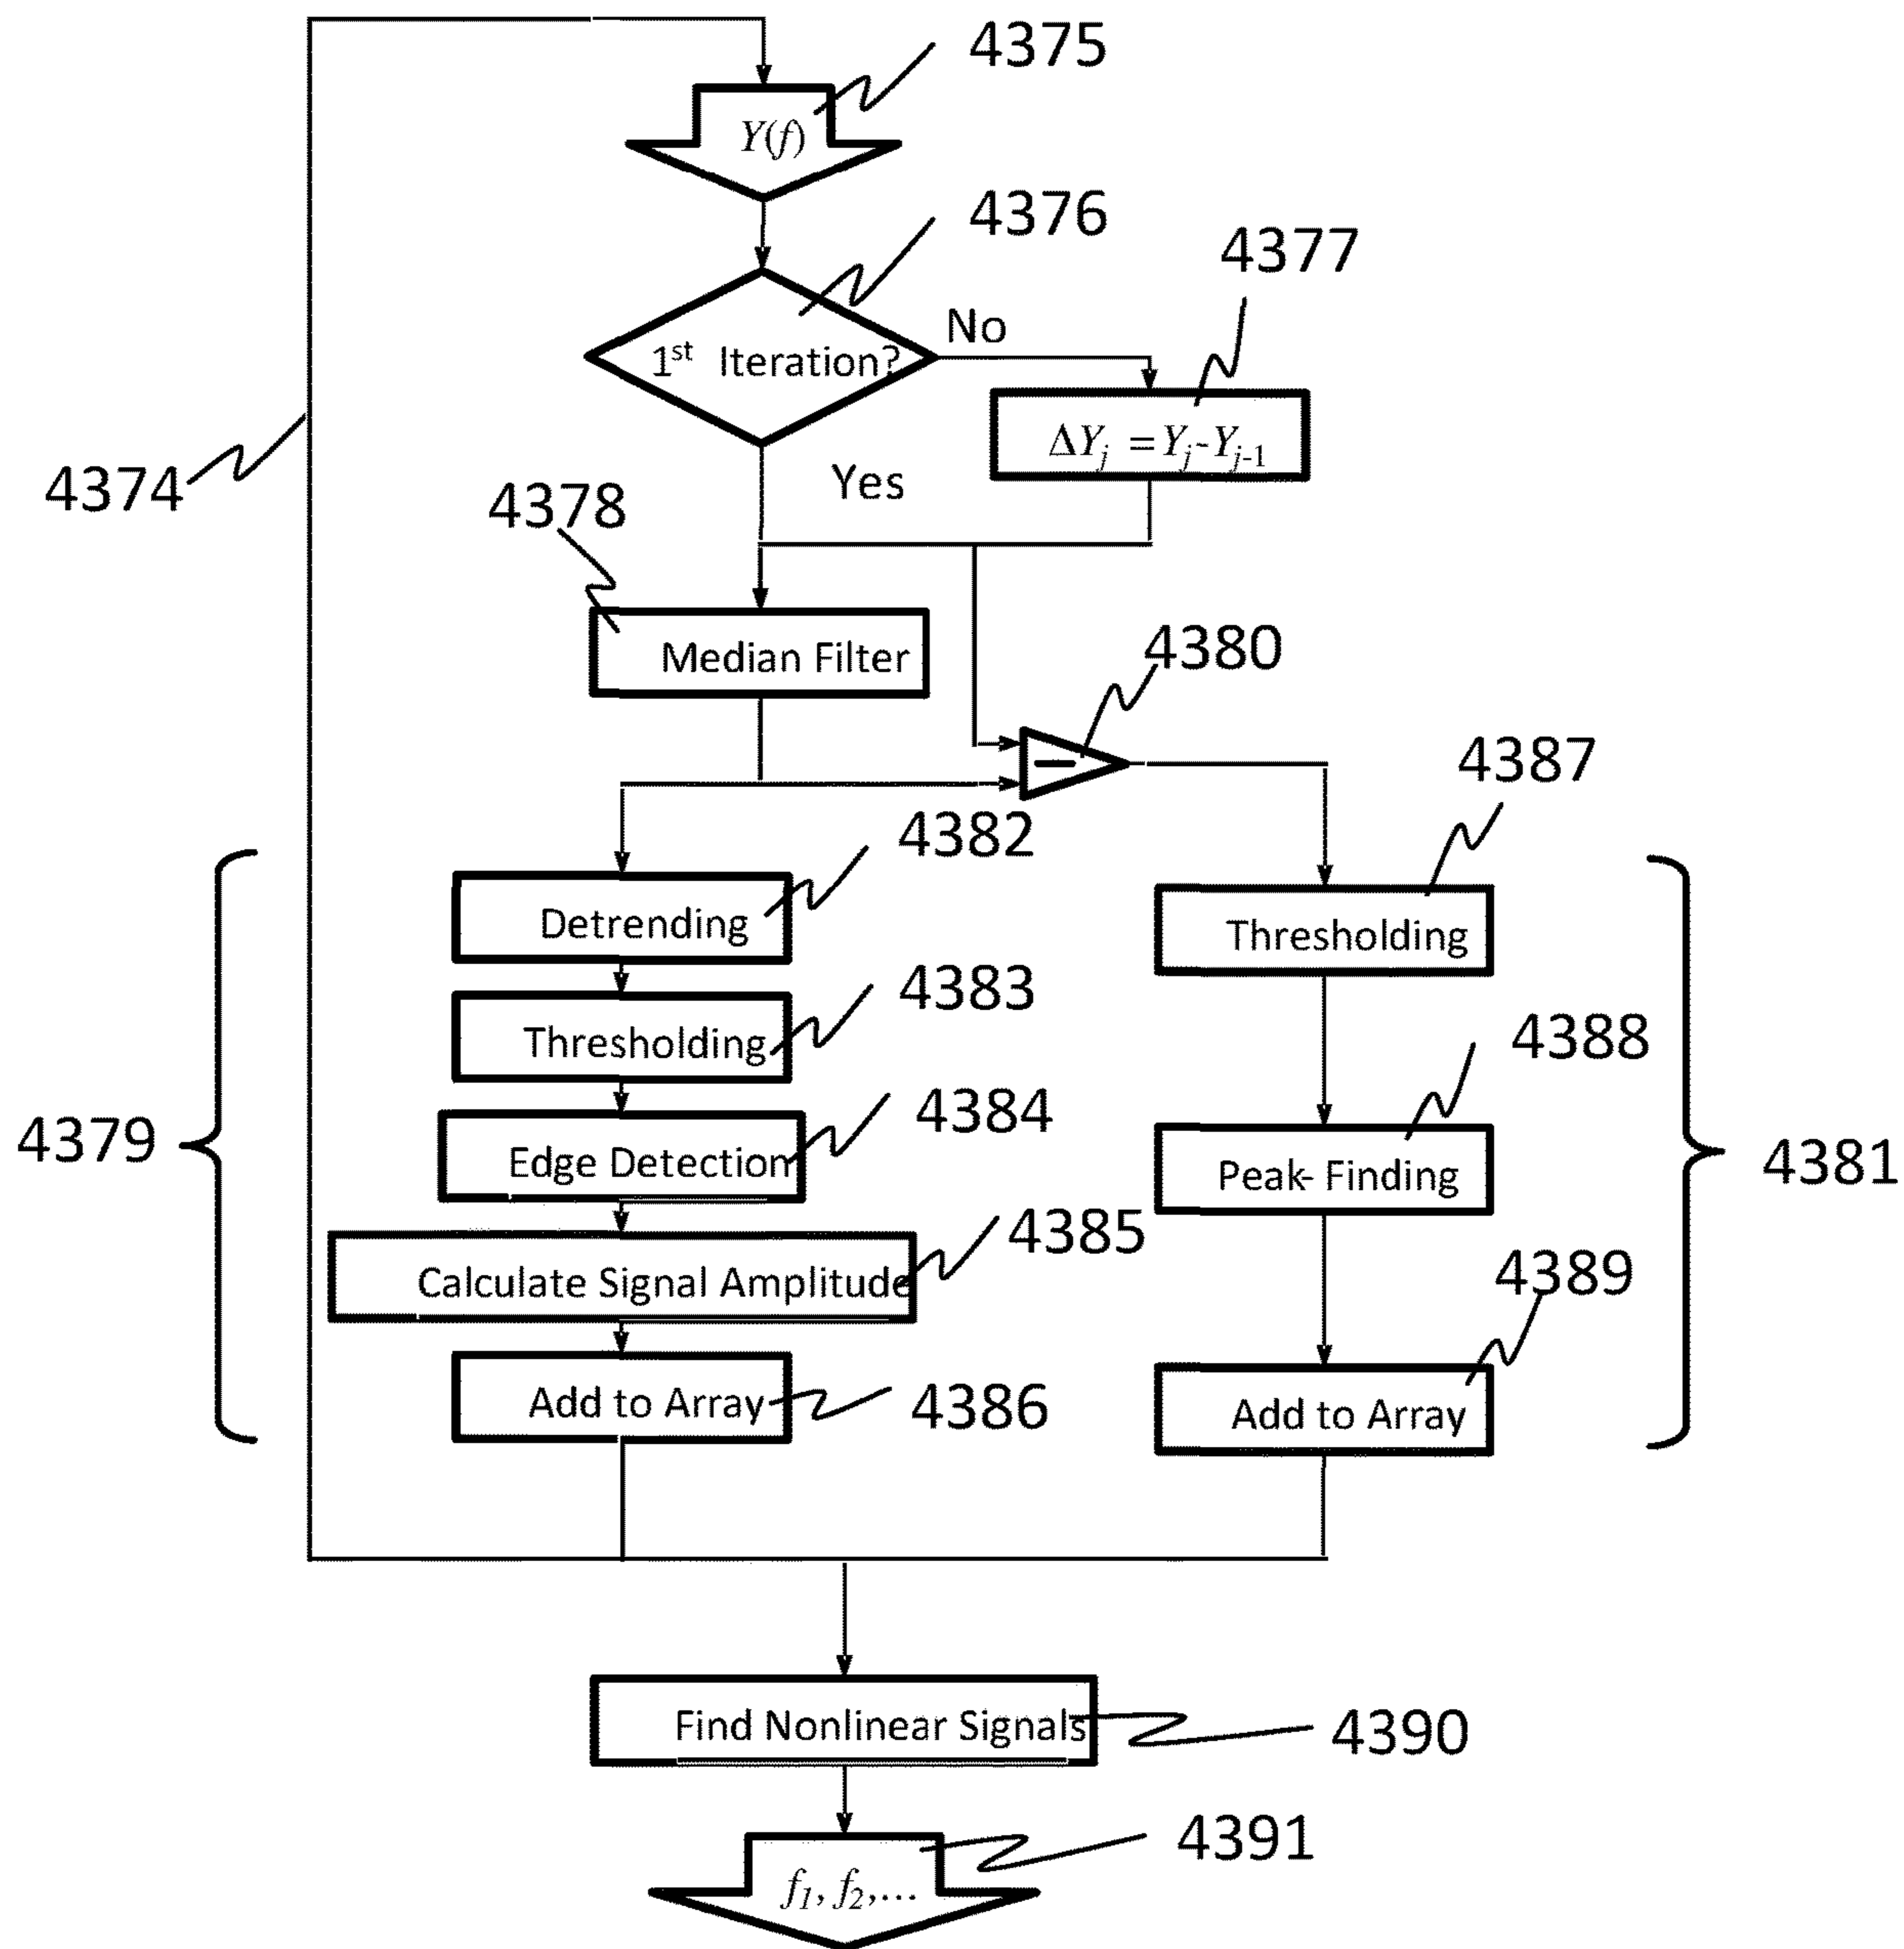 4375
Y(f)
4376
4377
No
1st Iteration?
ΔYj = Yj-Yj-1
4374
Yes
4378
4380
Median Filter
4387
4382
Detrending
Thresholding
4383
Thresholding
4388
4384
4379
Edge Detection
Peak- Finding
4381
4385
Calculate Signal Amplitude
4389
Add to Array
4386
Add to Array
Find Nonlinear Signals
4390
4391
f1, f2,...